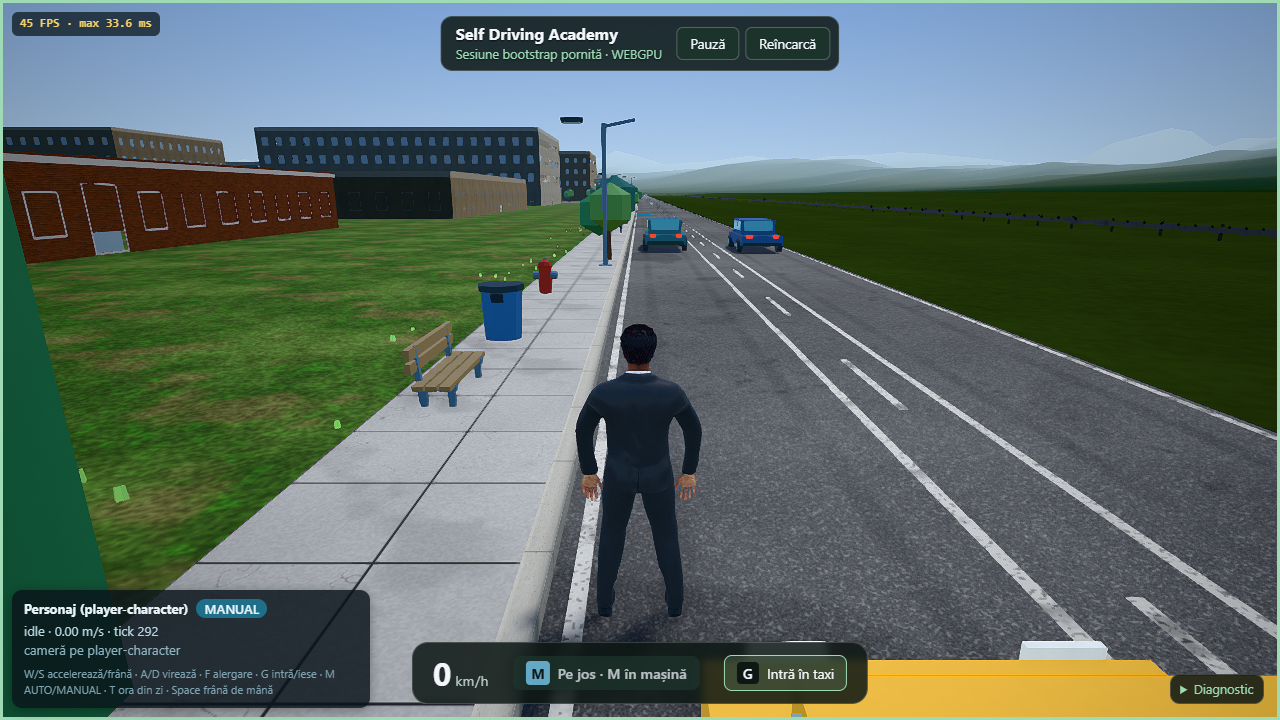 45 FPS · max 33.6 ms
Self Driving Academy
Sesiune bootstrap pornită · WEBGPU
Pauză
Reîncarcă
Personaj (player-character) MANUAL
idle · 0.00 m/s · tick 292
cameră pe player-character
W/S accelerează/frână · A/D virează · F alergare · G intră/iese · M
AUTO/MANUAL · T ora din zi · Space frână de mână
0 km/h
M Pe jos · M în mașină
G Intră în taxi
Diagnostic